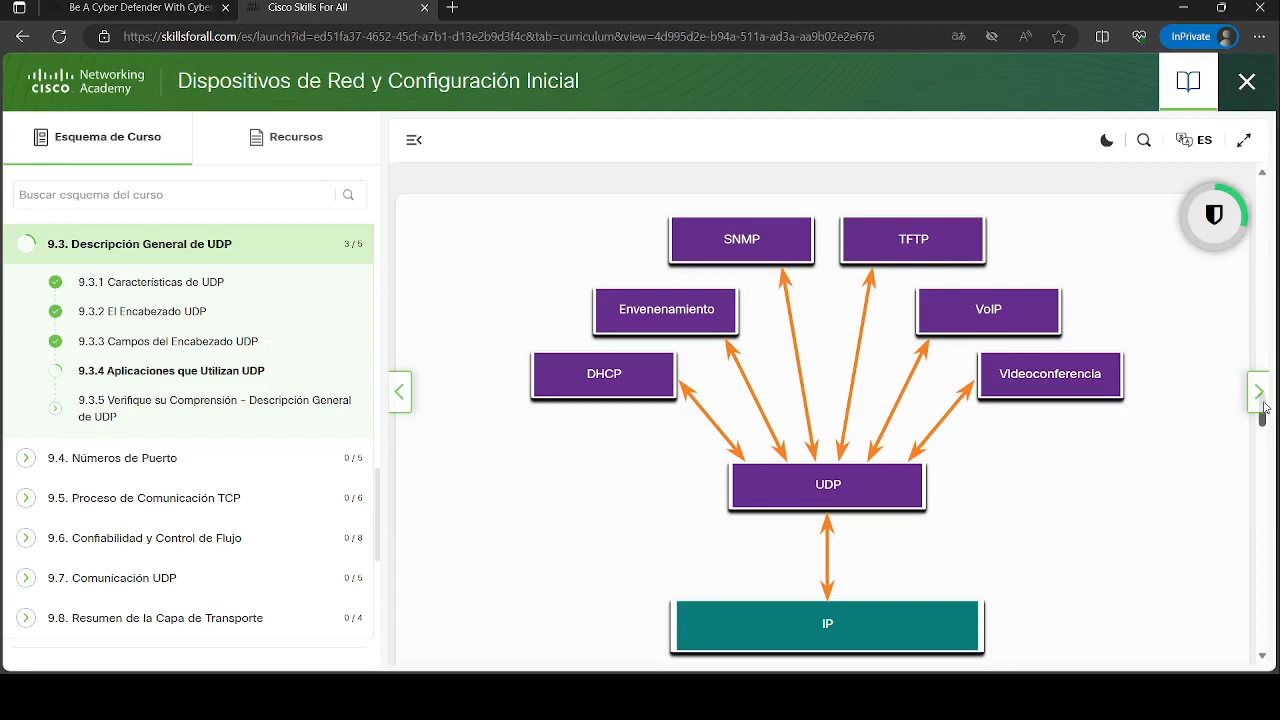 Be A Cyber Defender With Cyber
Cisco Skills For All
https://skillsforall.com/es/launch?id=ed51fa37-4652-45cf-a7b1-d13e2b9d3f4c&tab=curriculum&view=4d995d2e-b94a-511a-ad3a-aa9b02e2e676
InPrivate
cisco Networking Academy
Dispositivos de Red y Configuración Inicial
Esquema de Curso
Recursos
ES
Buscar esquema del curso
9.3. Descripción General de UDP 3 / 5
9.3.1 Características de UDP
9.3.2 El Encabezado UDP
9.3.3 Campos del Encabezado UDP
9.3.4 Aplicaciones que Utilizan UDP
9.3.5 Verifique su Comprensión - Descripción General
de UDP
9.4. Números de Puerto 0 / 5
9.5. Proceso de Comunicación TCP 0 / 6
9.6. Confiabilidad y Control de Flujo 0 / 8
9.7. Comunicación UDP 0 / 5
9.8. Resumen de la Capa de Transporte 0 / 4
SNMP
TFTP
Envenenamiento
VoIP
DHCP
Videoconferencia
UDP
IP